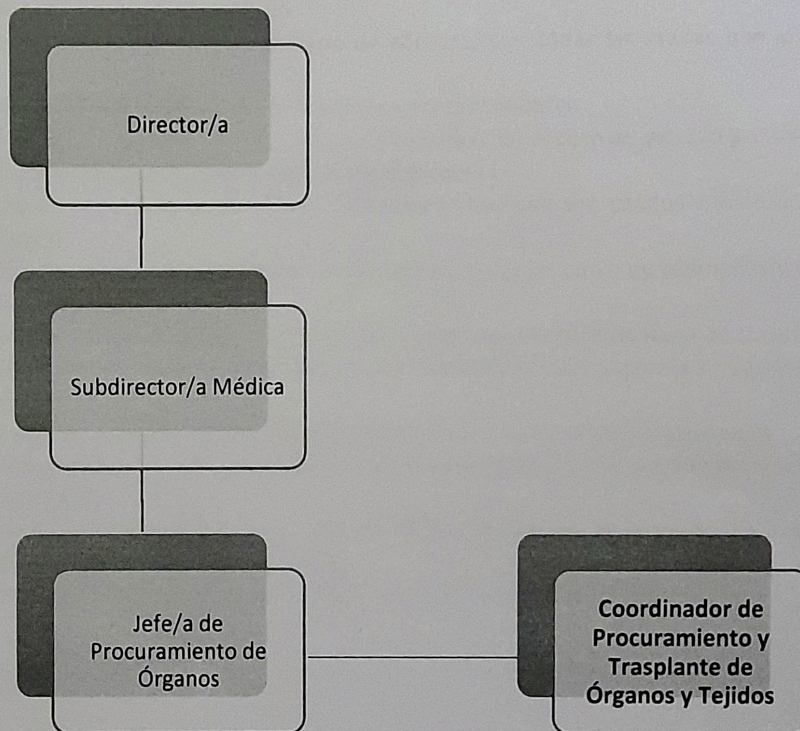 Director/a
Subdirector/a Médica
Jefe/a de
Procuramiento de
Órganos
Coordinador de
Procuramiento y
Trasplante de
Órganos y Tejidos